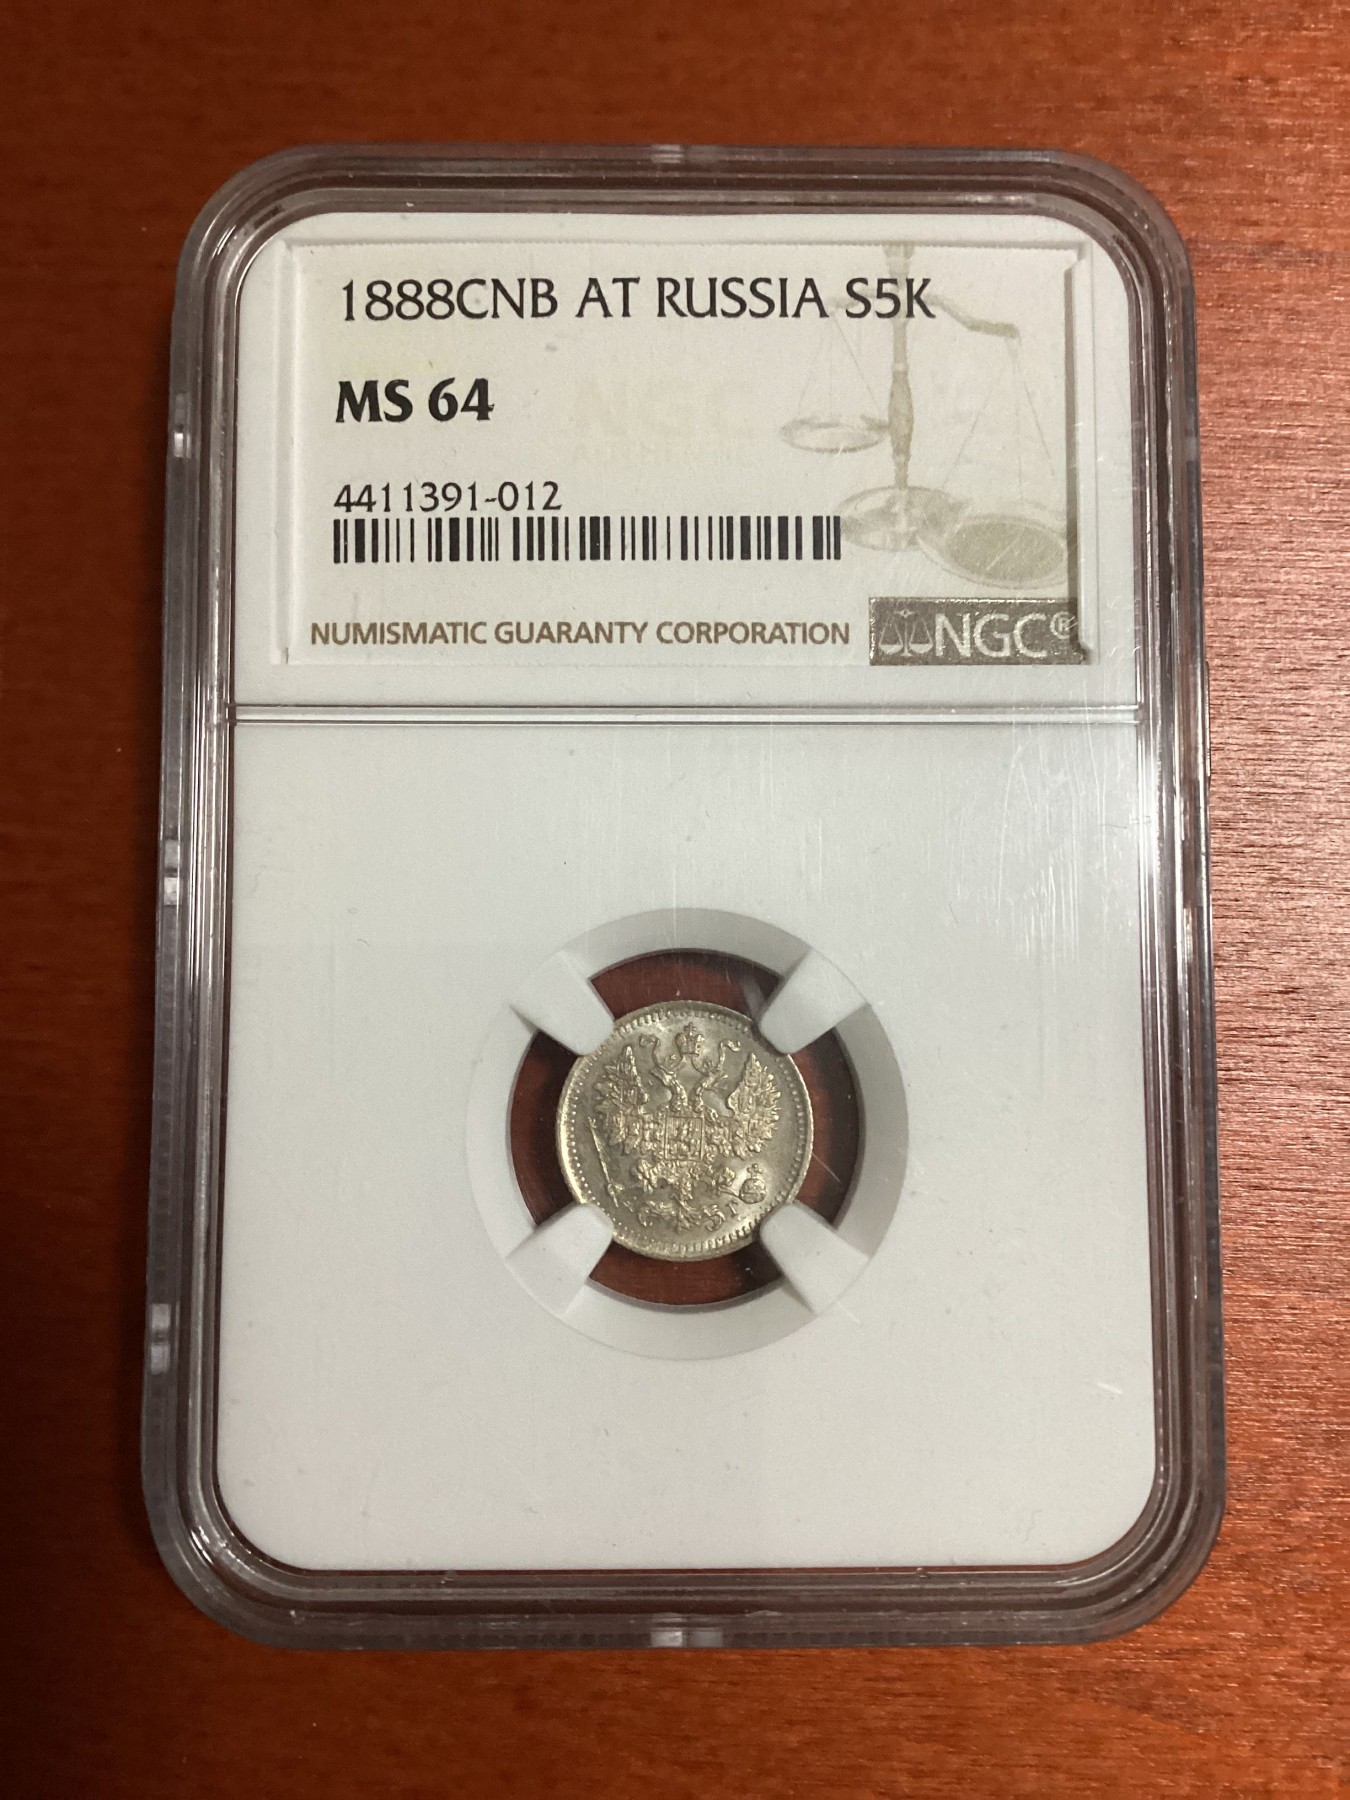 1888CNB AT RUSSIA S5K
MS 64
4411391-012
NUMISMATIC GUARANTY CORPORATION
NGC®